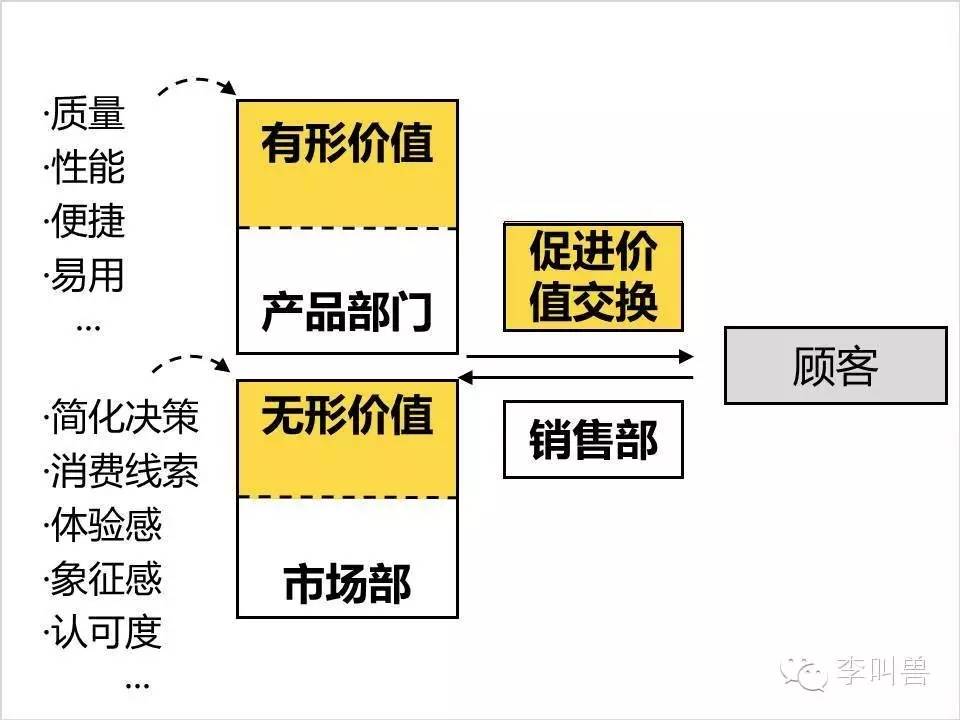 ·质量
·性能
·便捷
·易用
...
有形价值
产品部门
·简化决策
·消费线索
·体验感
·象征感
·认可度
...
无形价值
市场部
促进价
值交换
销售部
顾客
李叫兽